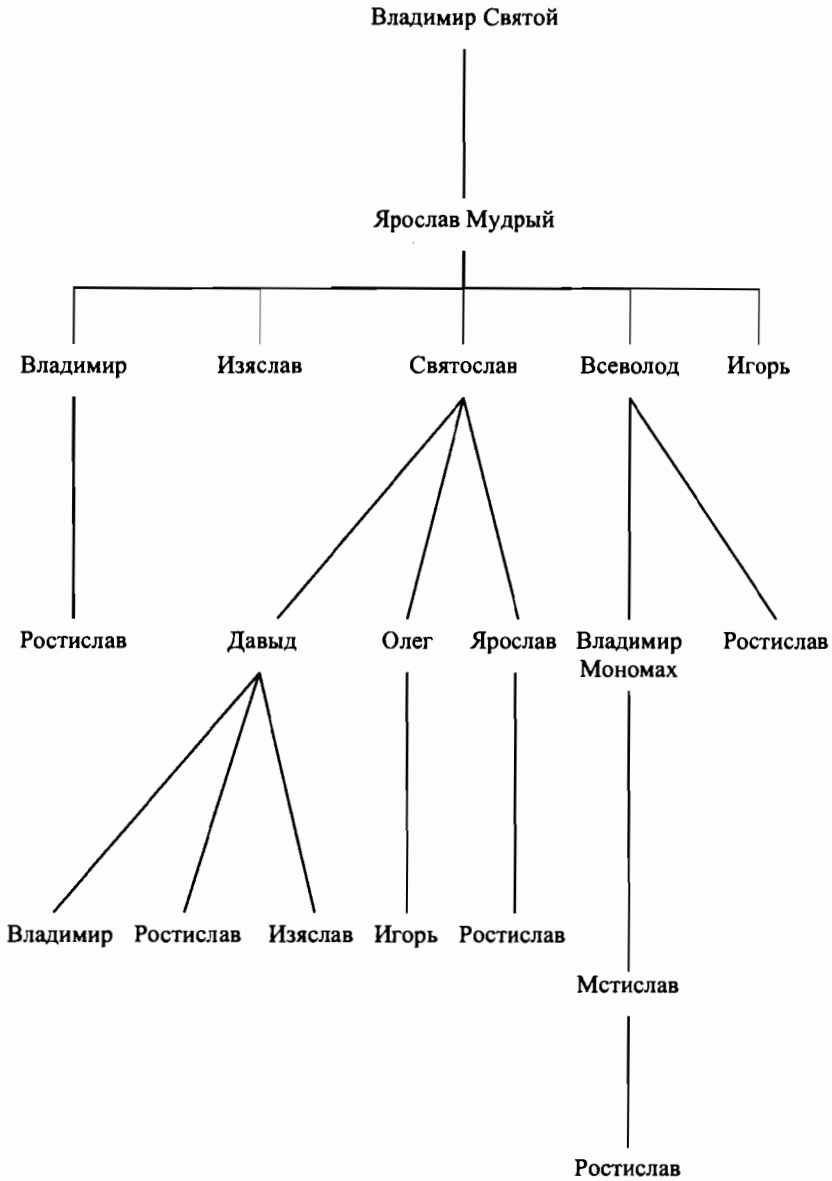 Владимир Святой
Ярослав Мудрый
Владимир Изяслав Святослав Всеволод Игорь
Ростислав Давыд Олег Ярослав Владимир Мономах Ростислав
Владимир Ростислав Изяслав Игорь Ростислав
Мстислав
Ростислав